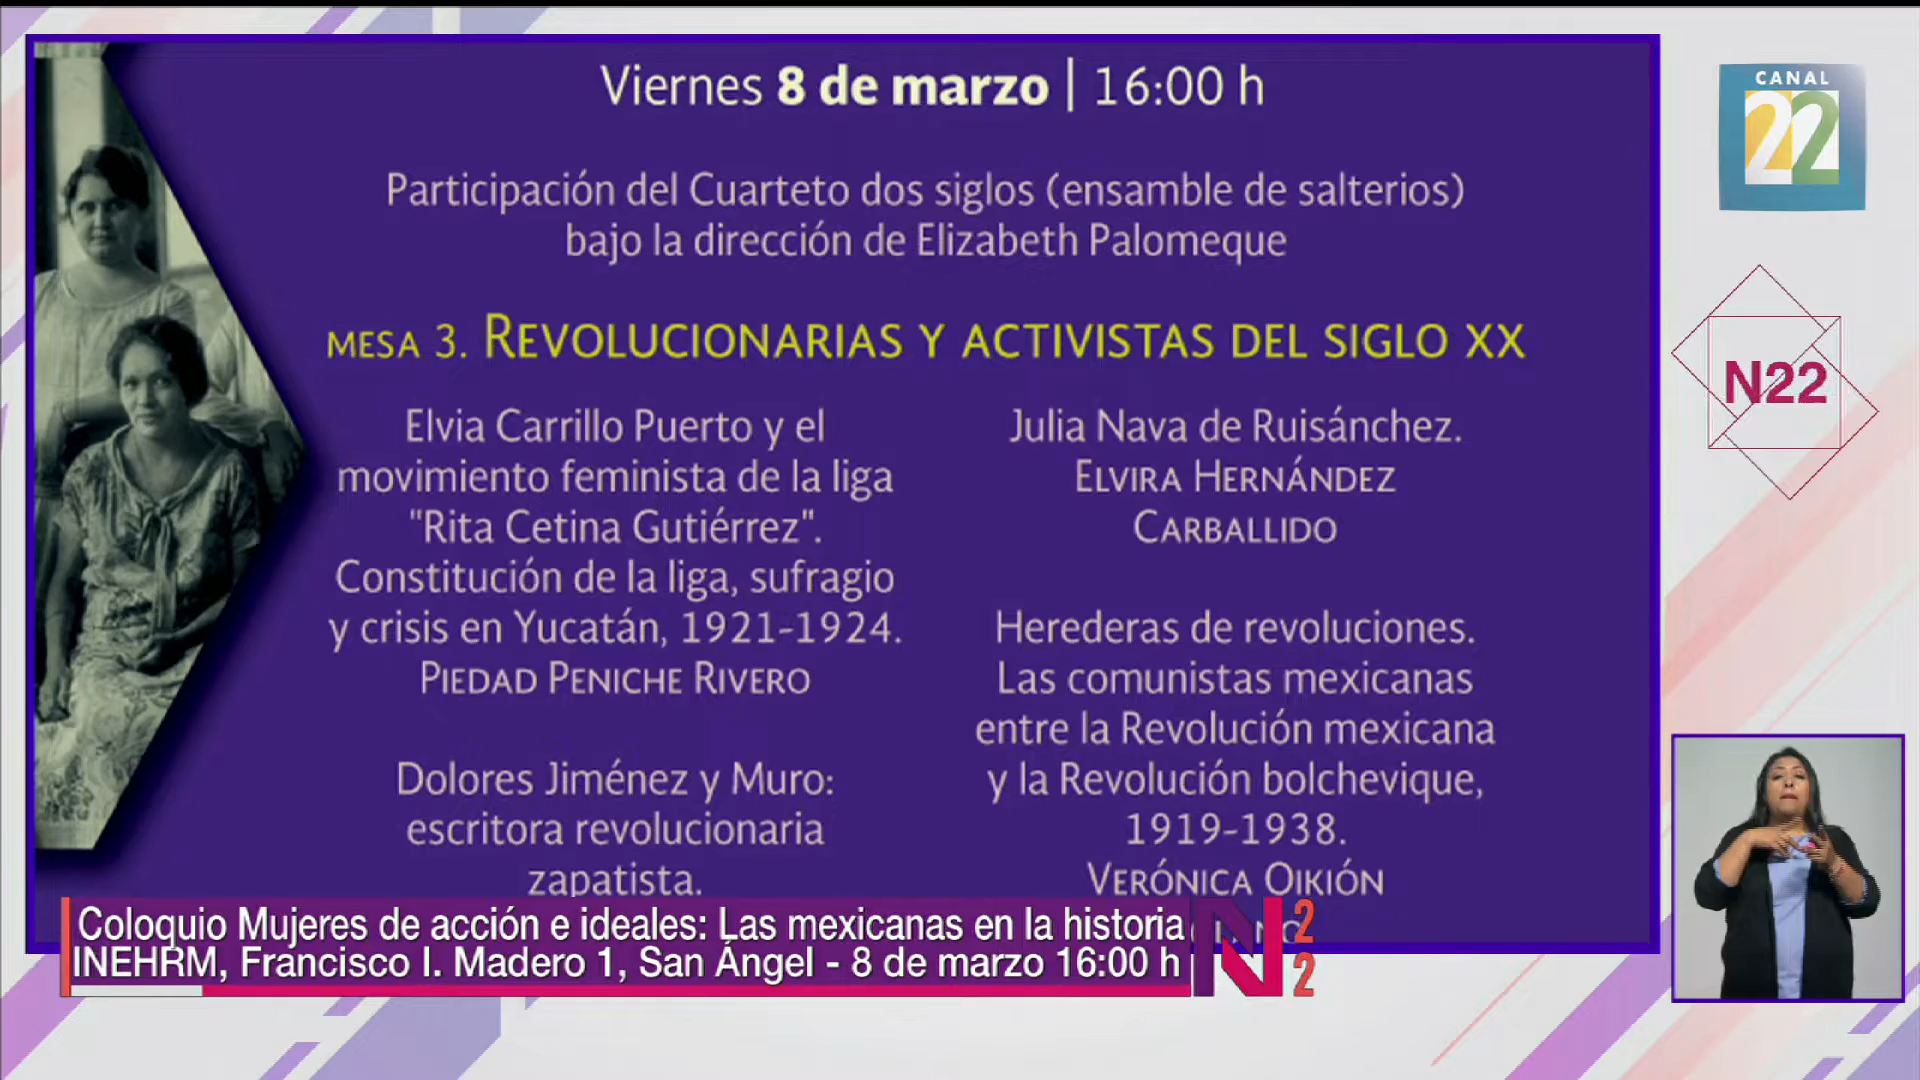 Viernes 8 de marzo | 16:00 h
Participación del Cuarteto dos siglos (ensamble de salterios)
bajo la dirección de Elizabeth Palomeque
MESA 3. REVOLUCIONARIAS Y ACTIVISTAS DEL SIGLO XX
Elvia Carrillo Puerto y el
movimiento feminista de la liga
"Rita Cetina Gutiérrez".
Constitución de la liga, sufragio
y crisis en Yucatán, 1921-1924.
PIEDAD PENICHE RIVERO
Dolores Jiménez y Muro:
escritora revolucionaria
zapatista.
Julia Nava de Ruisánchez.
ELVIRA HERNÁNDEZ
CARBALLIDO
Herederas de revoluciones.
Las comunistas mexicanas
entre la Revolución mexicana
y la Revolución bolchevique,
1919-1938.
VERÓNICA OIKIÓN
Coloquio Mujeres de acción e ideales: Las mexicanas en la historia
INEHRM, Francisco I. Madero 1, San Ángel - 8 de marzo 16:00 h
N22
CANAL
22
N22